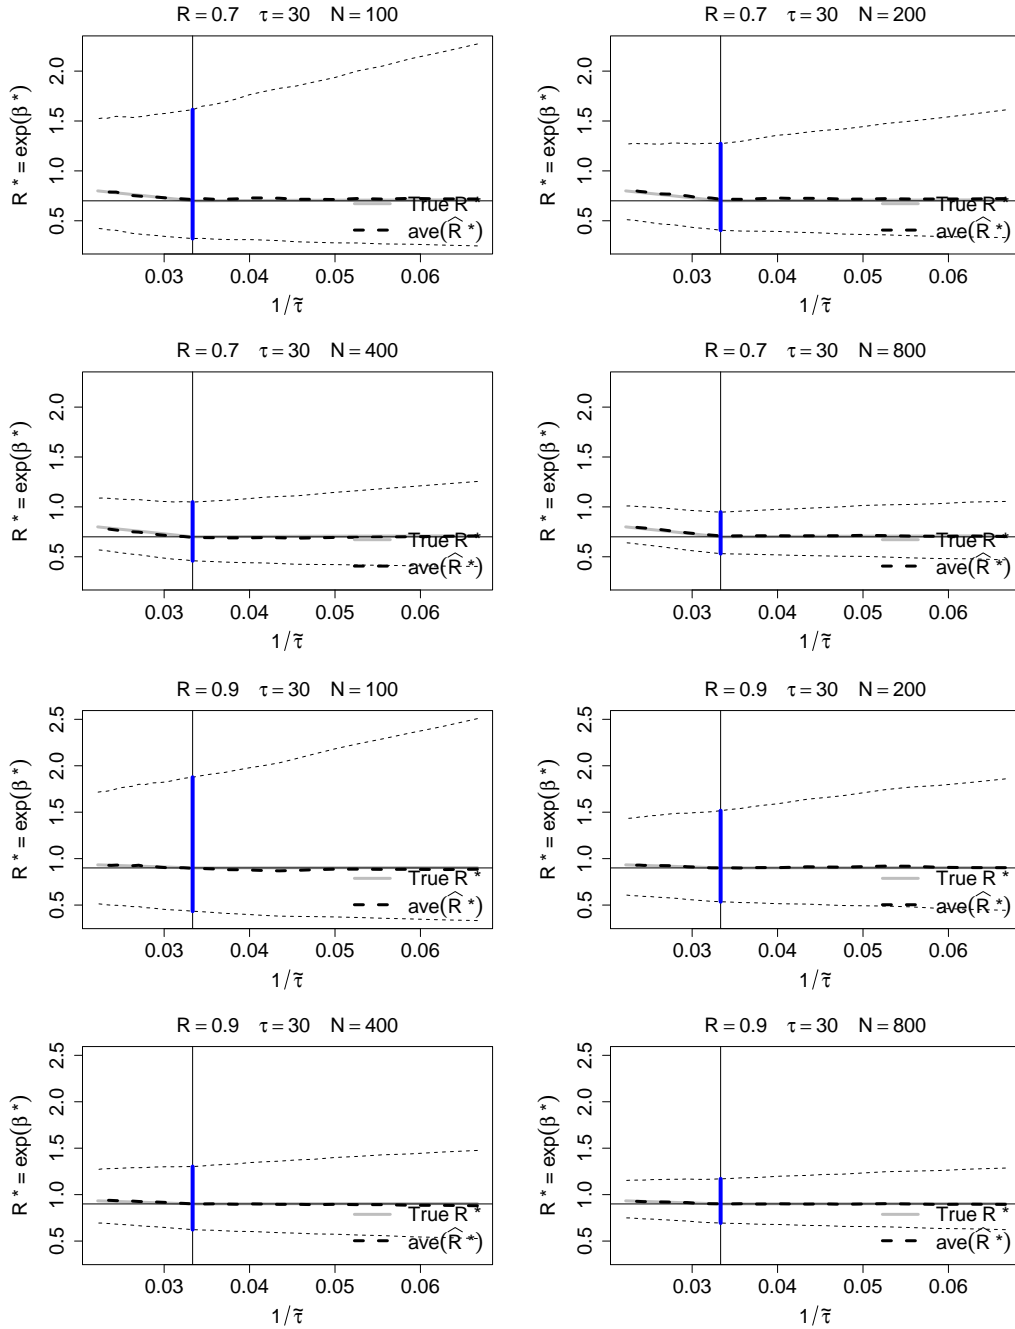 R = 0.7 τ = 30 N = 100
R * = exp(β *)
0.5 1.0 1.5 2.0
True R *
ave(R̂ *)
0.03 0.04 0.05 0.06
1/τ̃
R = 0.7 τ = 30 N = 200
R * = exp(β *)
0.5 1.0 1.5 2.0
True R *
ave(R̂ *)
0.03 0.04 0.05 0.06
1/τ̃
R = 0.7 τ = 30 N = 400
R * = exp(β *)
0.5 1.0 1.5 2.0
True R *
ave(R̂ *)
0.03 0.04 0.05 0.06
1/τ̃
R = 0.7 τ = 30 N = 800
R * = exp(β *)
0.5 1.0 1.5 2.0
True R *
ave(R̂ *)
0.03 0.04 0.05 0.06
1/τ̃
R = 0.9 τ = 30 N = 100
R * = exp(β *)
0.5 1.0 1.5 2.0 2.5
True R *
ave(R̂ *)
0.03 0.04 0.05 0.06
1/τ̃
R = 0.9 τ = 30 N = 200
R * = exp(β *)
0.5 1.0 1.5 2.0 2.5
True R *
ave(R̂ *)
0.03 0.04 0.05 0.06
1/τ̃
R = 0.9 τ = 30 N = 400
R * = exp(β *)
0.5 1.0 1.5 2.0 2.5
True R *
ave(R̂ *)
0.03 0.04 0.05 0.06
1/τ̃
R = 0.9 τ = 30 N = 800
R * = exp(β *)
0.5 1.0 1.5 2.0 2.5
True R *
ave(R̂ *)
0.03 0.04 0.05 0.06
1/τ̃